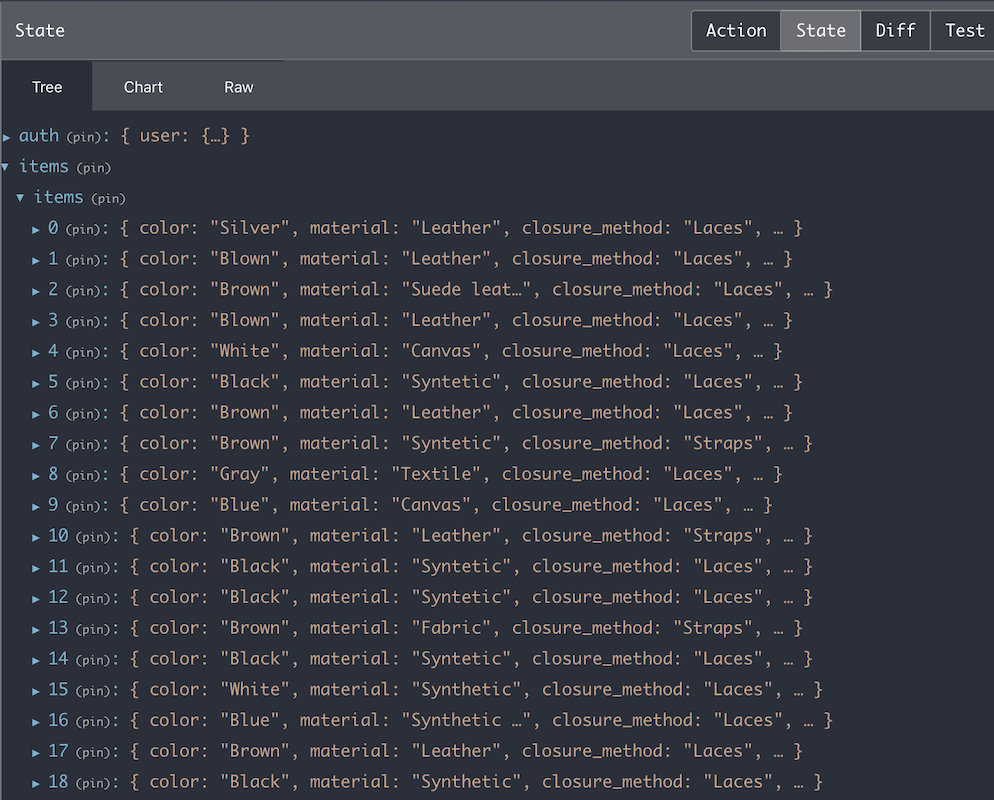 State Action State Diff Test
Tree Chart Raw
▶ auth (pin): { user: {…} }
▼ items (pin)
▼ items (pin)
▶ 0 (pin): { color: "Silver", material: "Leather", closure_method: "Laces", … }
▶ 1 (pin): { color: "Blown", material: "Leather", closure_method: "Laces", … }
▶ 2 (pin): { color: "Brown", material: "Suede leat…", closure_method: "Laces", … }
▶ 3 (pin): { color: "Blown", material: "Leather", closure_method: "Laces", … }
▶ 4 (pin): { color: "White", material: "Canvas", closure_method: "Laces", … }
▶ 5 (pin): { color: "Black", material: "Syntetic", closure_method: "Laces", … }
▶ 6 (pin): { color: "Brown", material: "Leather", closure_method: "Laces", … }
▶ 7 (pin): { color: "Brown", material: "Syntetic", closure_method: "Straps", … }
▶ 8 (pin): { color: "Gray", material: "Textile", closure_method: "Laces", … }
▶ 9 (pin): { color: "Blue", material: "Canvas", closure_method: "Laces", … }
▶ 10 (pin): { color: "Brown", material: "Leather", closure_method: "Straps", … }
▶ 11 (pin): { color: "Black", material: "Syntetic", closure_method: "Laces", … }
▶ 12 (pin): { color: "Black", material: "Syntetic", closure_method: "Laces", … }
▶ 13 (pin): { color: "Brown", material: "Fabric", closure_method: "Straps", … }
▶ 14 (pin): { color: "Black", material: "Syntetic", closure_method: "Laces", … }
▶ 15 (pin): { color: "White", material: "Synthetic", closure_method: "Laces", … }
▶ 16 (pin): { color: "Blue", material: "Synthetic …", closure_method: "Laces", … }
▶ 17 (pin): { color: "Brown", material: "Leather", closure_method: "Laces", … }
▶ 18 (pin): { color: "Black", material: "Synthetic", closure_method: "Laces", … }